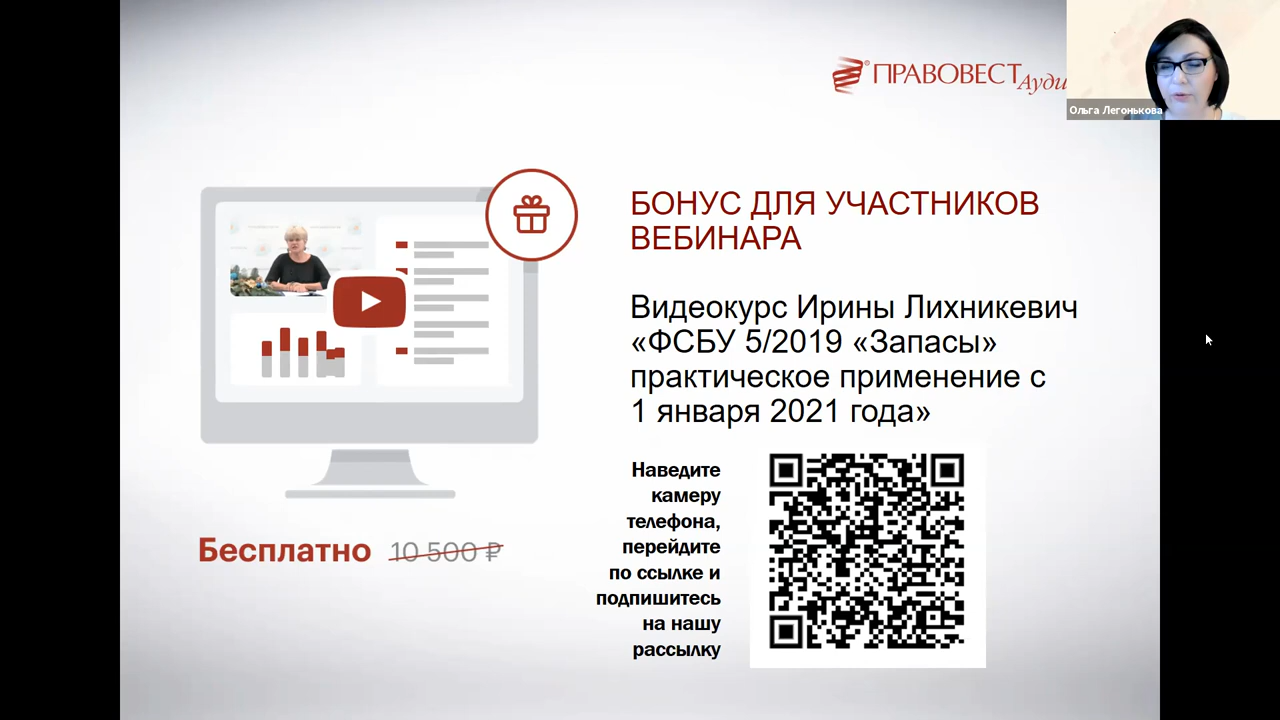 ПРАВОВЕСТ
Ольга Легонькова
БОНУС ДЛЯ УЧАСТНИКОВ
ВЕБИНАРА
Видеокурс Ирины Лихникевич
«ФСБУ 5/2019 «Запасы»
практическое применение с
1 января 2021 года»
Наведите
камеру
телефона,
перейдите
по ссылке и
подпишитесь
на нашу
рассылку
Бесплатно 10 500 ₽